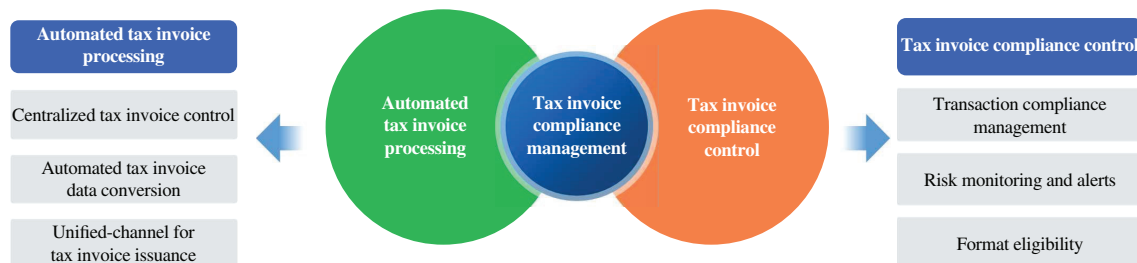 Automated tax invoice
processing
Centralized tax invoice control
Automated tax invoice
data conversion
Unified-channel for
tax invoice issuance
Automated
tax invoice
processing
Tax invoice
compliance
management
Tax invoice
compliance
control
Tax invoice compliance control
Transaction compliance
management
Risk monitoring and alerts
Format eligibility